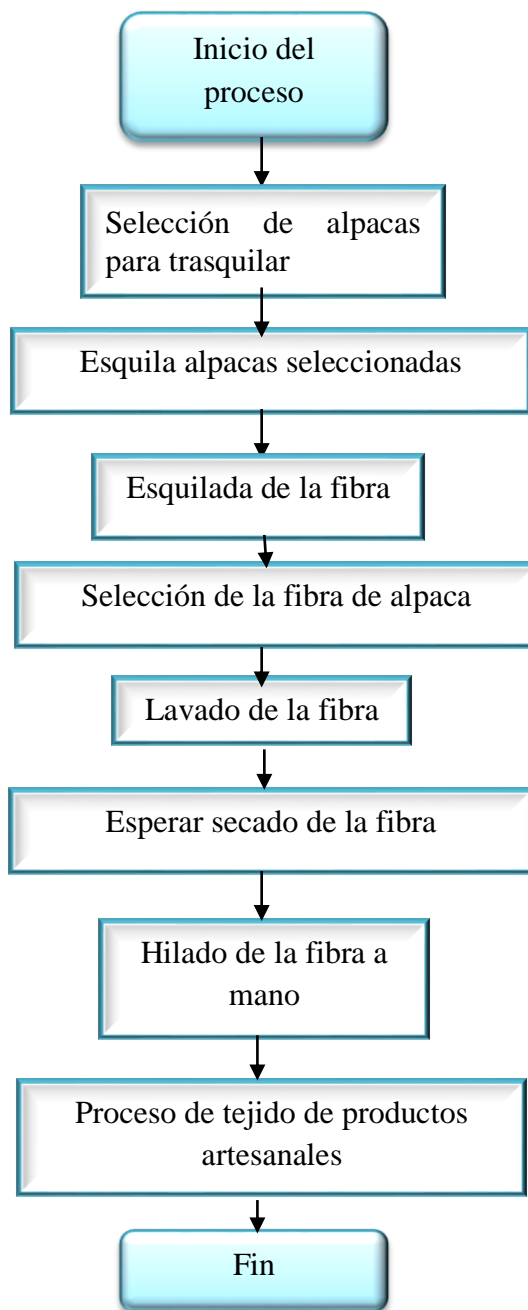 Inicio del
proceso
Selección de alpacas
para trasquilar
Esquila alpacas seleccionadas
Esquilada de la fibra
Selección de la fibra de alpaca
Lavado de la fibra
Esperar secado de la fibra
Hilado de la fibra a
mano
Proceso de tejido de productos
artesanales
Fin